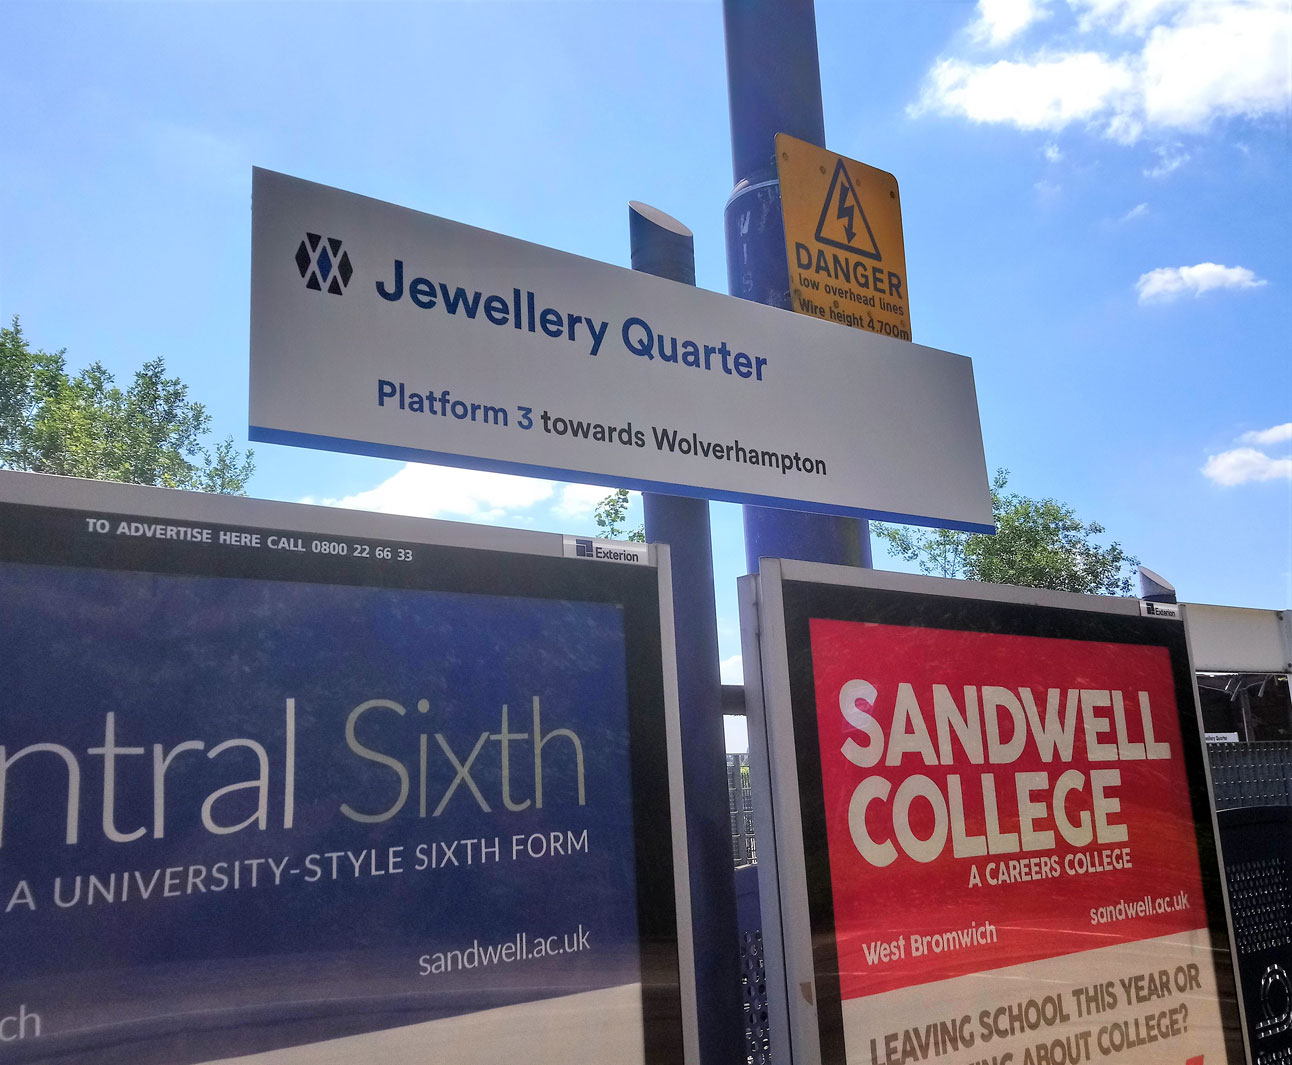 DANGER
low overhead lines
Wire height 4.700m
Jewellery Quarter
Platform 3 towards Wolverhampton
TO ADVERTISE HERE CALL 0800 22 66 33
Exterion
ntral Sixth
A UNIVERSITY-STYLE SIXTH FORM
sandwell.ac.uk
ch
Exterion
SANDWELL
COLLEGE
A CAREERS COLLEGE
sandwell.ac.uk
West Bromwich
LEAVING SCHOOL THIS YEAR OR
ABOUT COLLEGE?